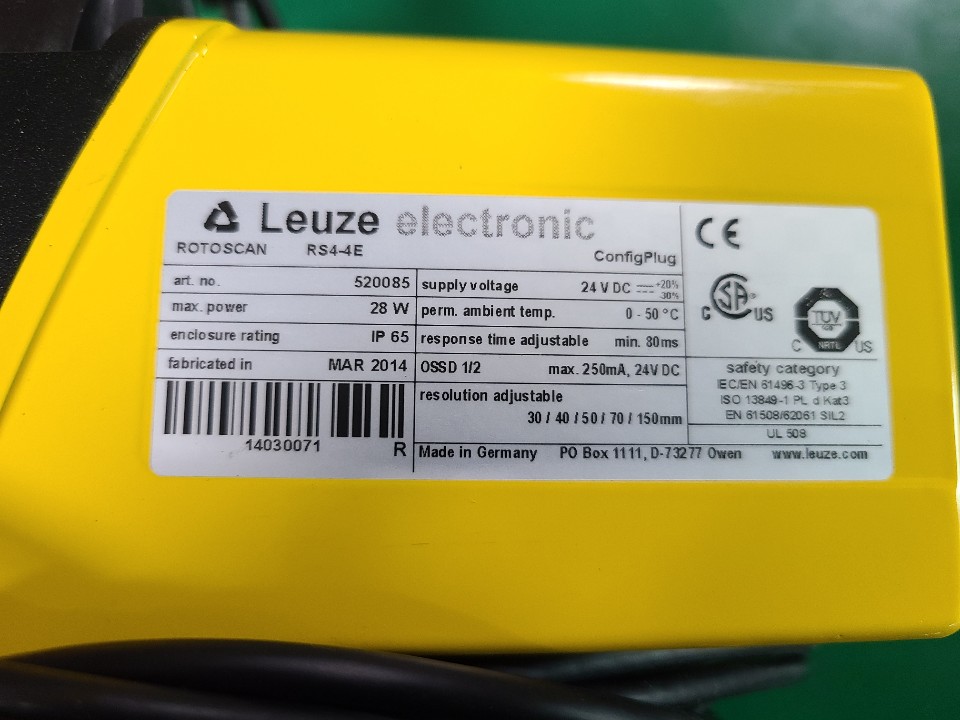 Leuze electronic
ROTOSCAN RS4-4E ConfigPlug
art. no. 520085
max. power 28 W
enclosure rating IP 65
fabricated in MAR 2014
14030071 R
supply voltage 24 V DC +20% -30%
perm. ambient temp. 0 - 50 °C
response time adjustable min. 80ms
OSSD 1/2 max. 250mA, 24V DC
resolution adjustable
30 / 40 / 50 / 70 / 150mm
Made in Germany PO Box 1111, D-73277 Owen www.leuze.com
CE
C SA US
TÜV
C NRTL US
safety category
IEC/EN 61496-3 Type 3
ISO 13849-1 PL d Kat3
EN 61508/62061 SIL2
UL 508